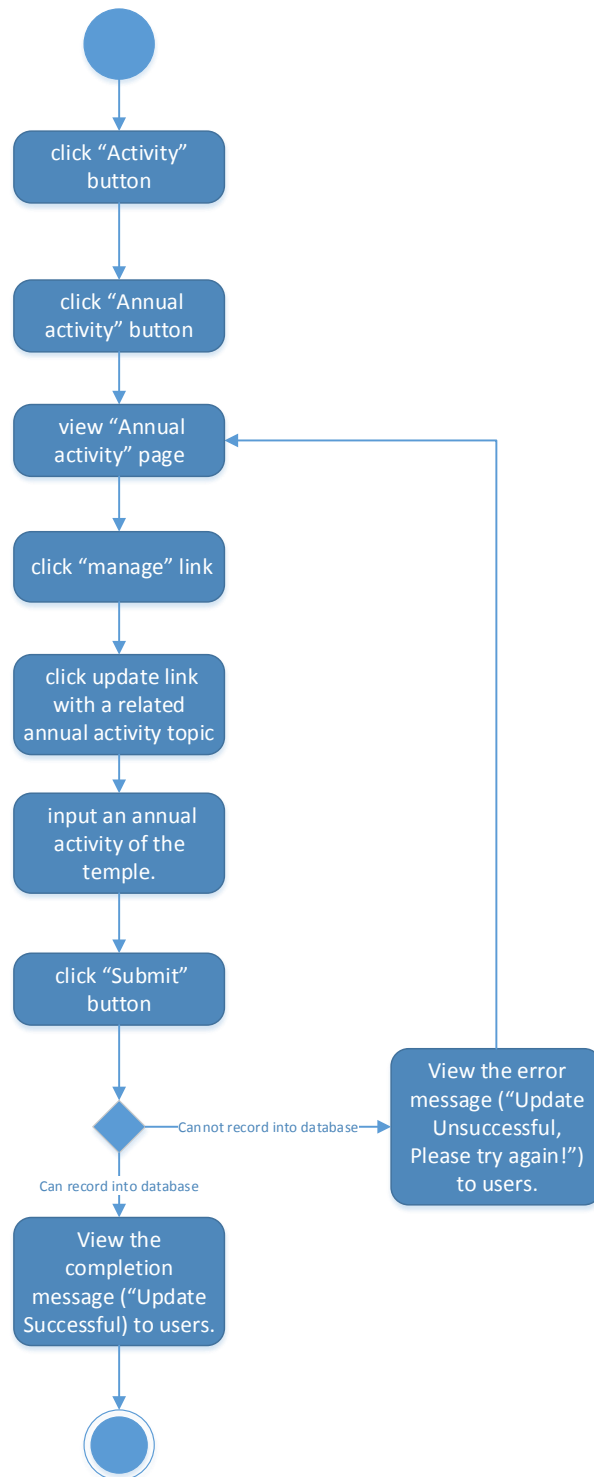 click “Activity”
button
click “Annual
activity” button
view “Annual
activity” page
click “manage” link
click update link
with a related
annual activity topic
input an annual
activity of the
temple.
click “Submit”
button
Cannot record into database
View the error
message (“Update
Unsuccessful,
Please try again!”)
to users.
Can record into database
View the
completion
message (“Update
Successful) to users.